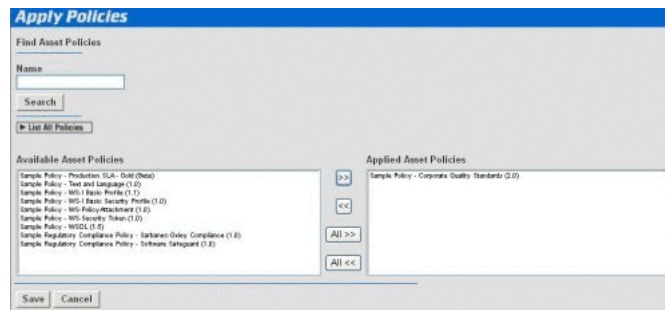 Apply Policies
Find Asset Policies
Name
Search
List All Policies
Available Asset Policies
Sample Policy - Production SLA - Gold (Beta)
Sample Policy - Text and Language (1.0)
Sample Policy - WS-I Basic Profile (1.1)
Sample Policy - WS-I Basic Security Profile (1.0)
Sample Policy - WS-Policy-Attachment (1.0)
Sample Policy - WS-Security Token (1.0)
Sample Policy - WSDL (1.5)
Sample Regulatory Compliance Policy - Sarbanes-Oxley Compliance (1.0)
Sample Regulatory Compliance Policy - Software Safeguard (1.0)
>>
<<
All >>
All <<
Applied Asset Policies
Sample Policy - Corporate Quality Standards (2.0)
Save
Cancel